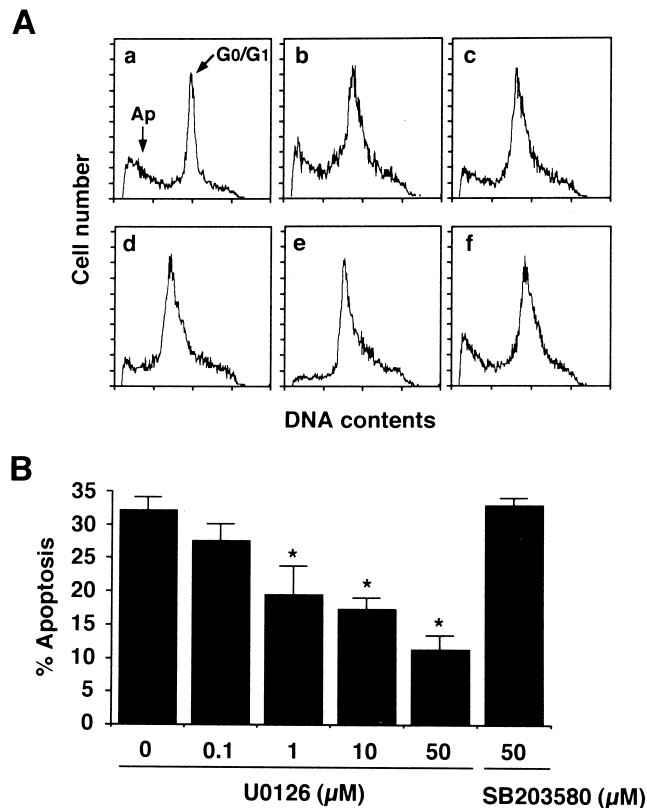 A
a
G0/G1
Ap
b
c
Cell number
d
e
f
DNA contents
B
% Apoptosis
35
30
25
20
15
10
5
0
*
*
*
0 0.1 1 10 50 50
U0126 (µM) SB203580 (µM)